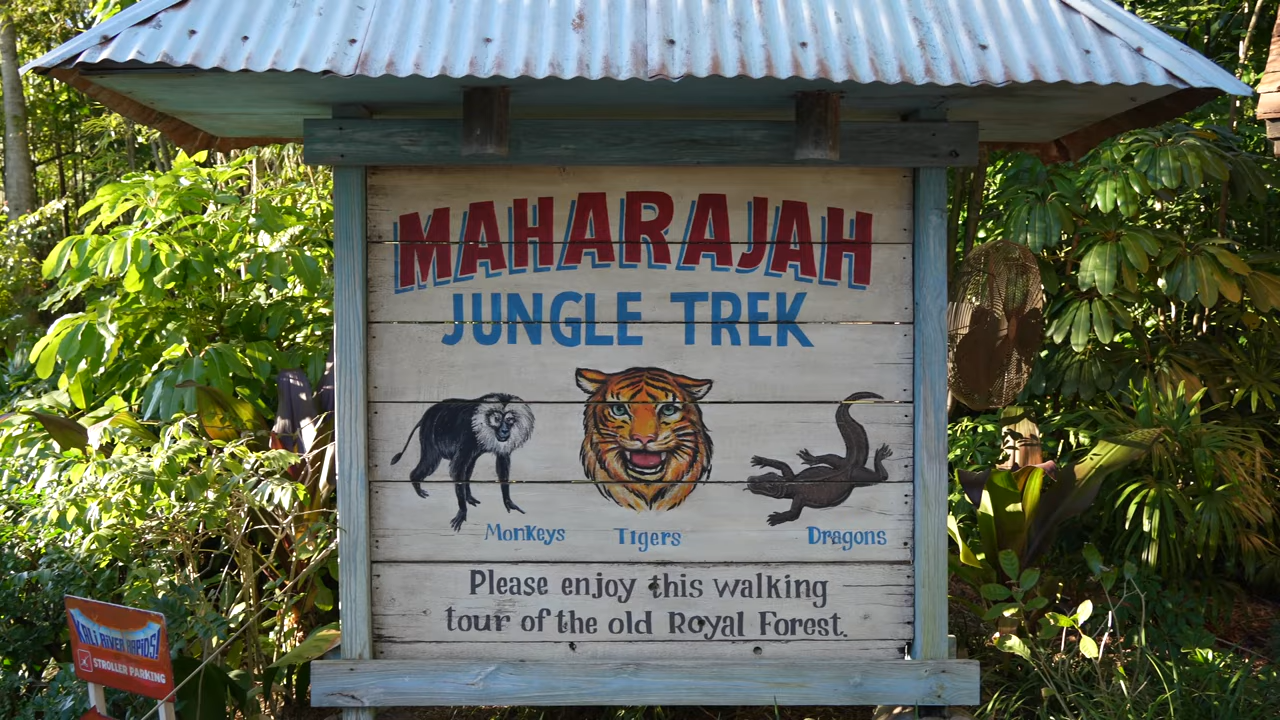 MAHARAJAH
JUNGLE TREK
Monkeys Tigers Dragons
Please enjoy this walking
tour of the old Royal Forest.
KALI RIVER RAPIDS!
STROLLER PARKING